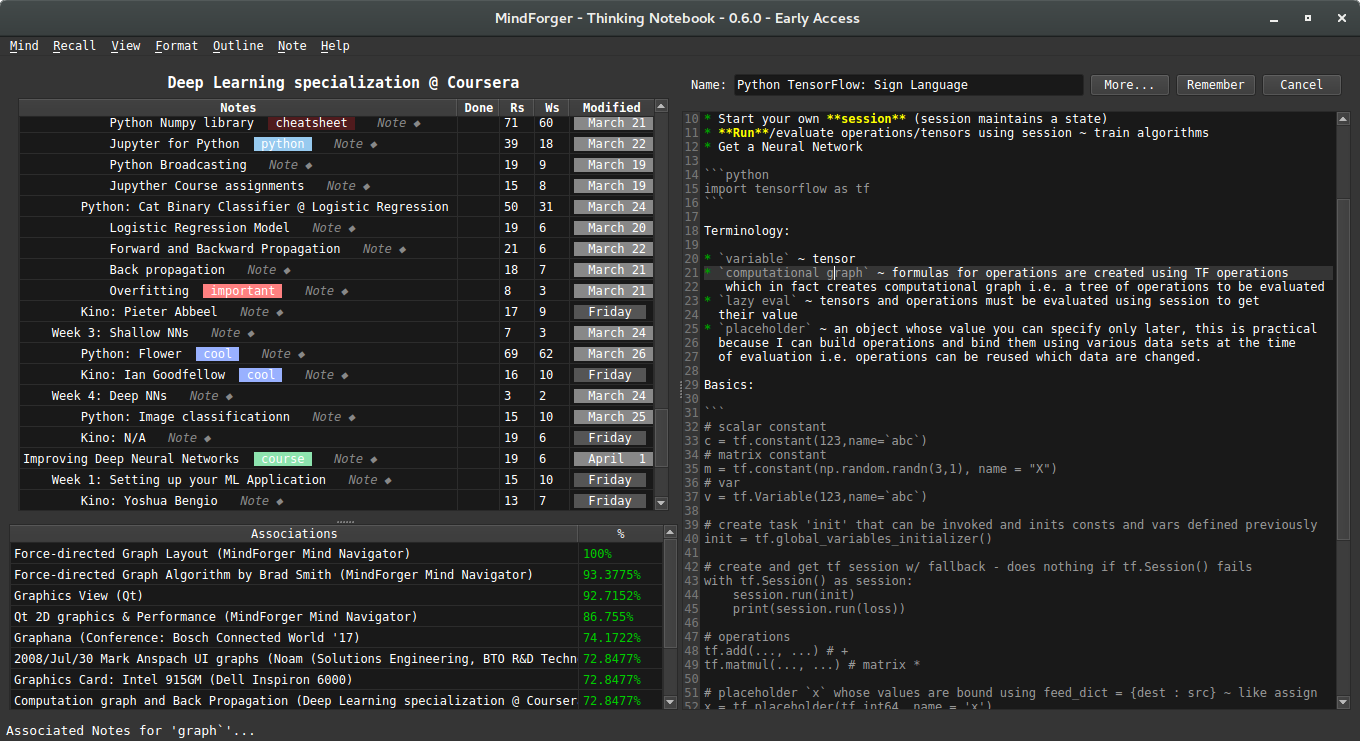 MindForger - Thinking Notebook - 0.6.0 - Early Access
Mind Recall View Format Outline Note Help
Deep Learning specialization @ Coursera
Notes Done Rs Ws Modified
Python Numpy library cheatsheet Note ◆ 71 60 March 21
Jupyter for Python python Note ◆ 39 18 March 22
Python Broadcasting Note ◆ 19 9 March 19
Jupyther Course assignments Note ◆ 15 8 March 19
Python: Cat Binary Classifier @ Logistic Regression 50 31 March 24
Logistic Regression Model Note ◆ 19 6 March 20
Forward and Backward Propagation Note ◆ 21 6 March 22
Back propagation Note ◆ 18 7 March 21
Overfitting important Note ◆ 8 3 March 21
Kino: Pieter Abbeel Note ◆ 17 9 Friday
Week 3: Shallow NNs Note ◆ 7 3 March 24
Python: Flower cool Note ◆ 69 62 March 26
Kino: Ian Goodfellow cool Note ◆ 16 10 Friday
Week 4: Deep NNs Note ◆ 3 2 March 24
Python: Image classificationn Note ◆ 15 10 March 25
Kino: N/A Note ◆ 19 6 Friday
Improving Deep Neural Networks course Note ◆ 19 6 April 1
Week 1: Setting up your ML Application Note ◆ 15 10 Friday
Kino: Yoshua Bengio Note ◆ 13 7 Friday
Associations %
Force-directed Graph Layout (MindForger Mind Navigator) 100%
Force-directed Graph Algorithm by Brad Smith (MindForger Mind Navigator) 93.3775%
Graphics View (Qt) 92.7152%
Qt 2D graphics & Performance (MindForger Mind Navigator) 86.755%
Graphana (Conference: Bosch Connected World '17) 74.1722%
2008/Jul/30 Mark Anspach UI graphs (Noam (Solutions Engineering, BTO R&D Techn 72.8477%
Graphics Card: Intel 915GM (Dell Inspiron 6000) 72.8477%
Computation graph and Back Propagation (Deep Learning specialization @ Courser 72.8477%
Name: Python TensorFlow: Sign Language More... Remember Cancel
10 * Start your own **session** (session maintains a state)
11 * **Run**/evaluate operations/tensors using session ~ train algorithms
12 * Get a Neural Network
13
14 ```python
15 import tensorflow as tf
16 ```
17
18 Terminology:
19
20 * `variable` ~ tensor
21 * `computational graph` ~ formulas for operations are created using TF operations
22 which in fact creates computational graph i.e. a tree of operations to be evaluated
23 * `lazy eval` ~ tensors and operations must be evaluated using session to get
24 their value
25 * `placeholder` ~ an object whose value you can specify only later, this is practical
26 because I can build operations and bind them using various data sets at the time
27 of evaluation i.e. operations can be reused which data are changed.
28
29 Basics:
30
31 ```
32 # scalar constant
33 c = tf.constant(123,name=`abc`)
34 # matrix constant
35 m = tf.constant(np.random.randn(3,1), name = "X")
36 # var
37 v = tf.Variable(123,name=`abc`)
38
39 # create task 'init' that can be invoked and inits consts and vars defined previously
40 init = tf.global_variables_initializer()
41
42 # create and get tf session w/ fallback - does nothing if tf.Session() fails
43 with tf.Session() as session:
44 session.run(init)
45 print(session.run(loss))
46
47 # operations
48 tf.add(..., ...) # +
49 tf.matmul(..., ...) # matrix *
50
51 # placeholder `x` whose values are bound using feed_dict = {dest : src} ~ like assign
52 x = tf.placeholder(tf.int64, name = 'x')
Associated Notes for 'graph`'...